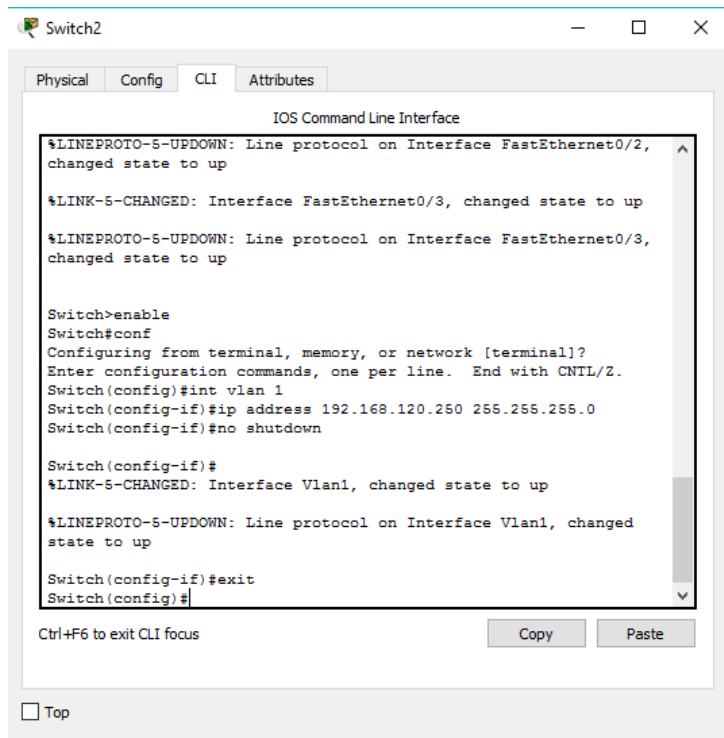 Switch2
Physical Config CLI Attributes
IOS Command Line Interface
%LINEPROTO-5-UPDOWN: Line protocol on Interface FastEthernet0/2,
changed state to up
%LINK-5-CHANGED: Interface FastEthernet0/3, changed state to up
%LINEPROTO-5-UPDOWN: Line protocol on Interface FastEthernet0/3,
changed state to up
Switch>enable
Switch#conf
Configuring from terminal, memory, or network [terminal]?
Enter configuration commands, one per line.  End with CNTL/Z.
Switch(config)#int vlan 1
Switch(config-if)#ip address 192.168.120.250 255.255.255.0
Switch(config-if)#no shutdown
Switch(config-if)#
%LINK-5-CHANGED: Interface Vlan1, changed state to up
%LINEPROTO-5-UPDOWN: Line protocol on Interface Vlan1, changed
state to up
Switch(config-if)#exit
Switch(config)#
Ctrl+F6 to exit CLI focus
Copy Paste
Top